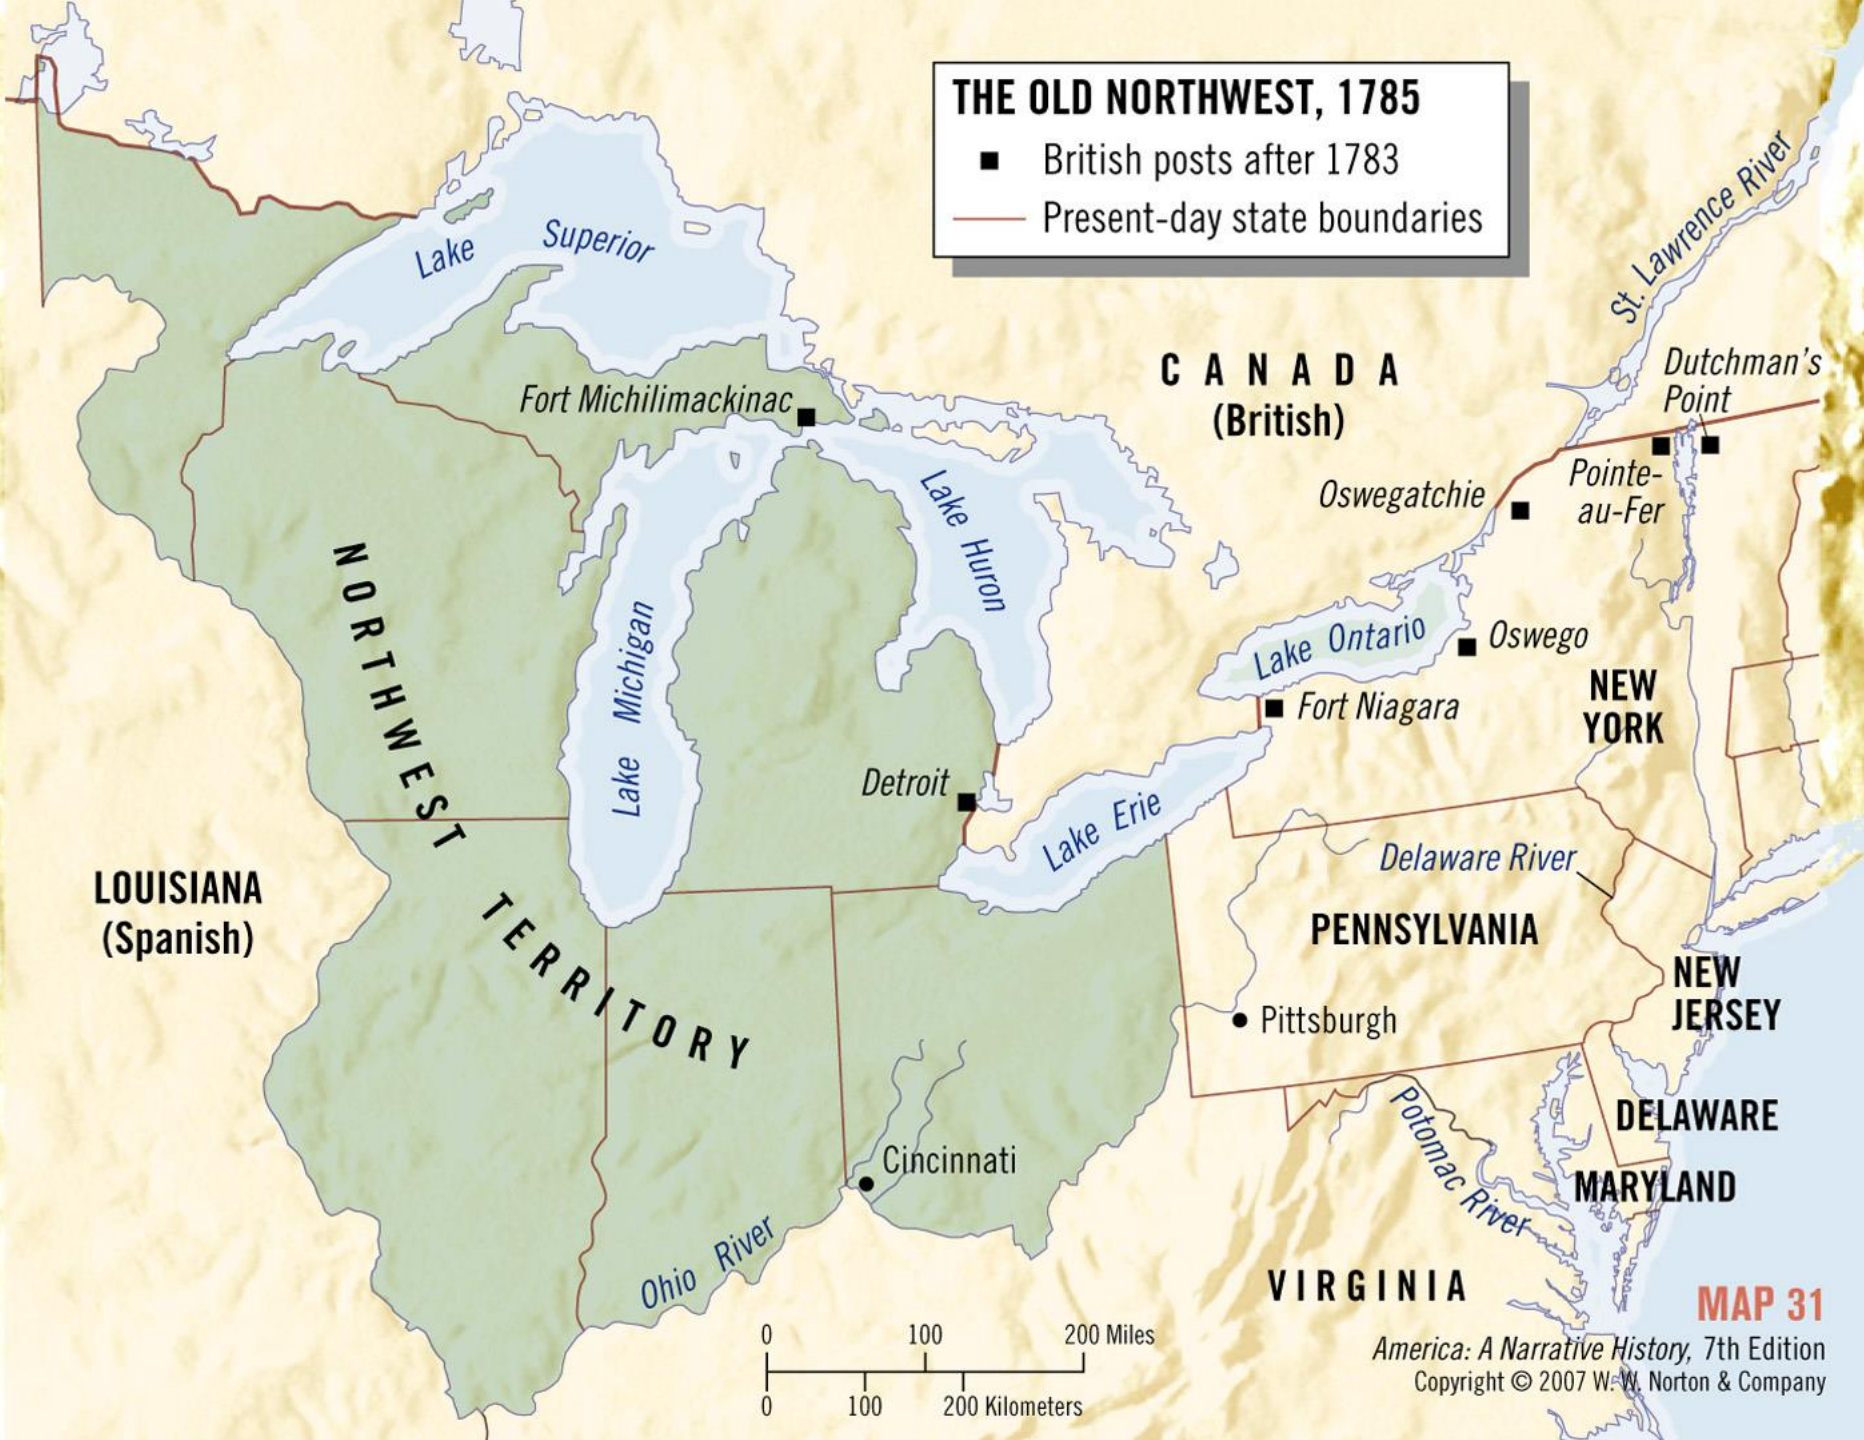 THE OLD NORTHWEST, 1785
British posts after 1783
Present-day state boundaries
St. Lawrence River
Lake Superior
CANADA
(British)
Dutchman's
Point
Fort Michilimackinac
Pointe-
au-Fer
Oswegatchie
Lake Huron
NORTHWEST TERRITORY
Lake Michigan
Lake Ontario
Oswego
NEW
YORK
Fort Niagara
Detroit
Lake Erie
Delaware River
LOUISIANA
(Spanish)
PENNSYLVANIA
NEW
JERSEY
Pittsburgh
DELAWARE
Potomac River
Cincinnati
MARYLAND
Ohio River
VIRGINIA
0 100 200 Miles
0 100 200 Kilometers
MAP 31
America: A Narrative History, 7th Edition
Copyright © 2007 W. W. Norton & Company